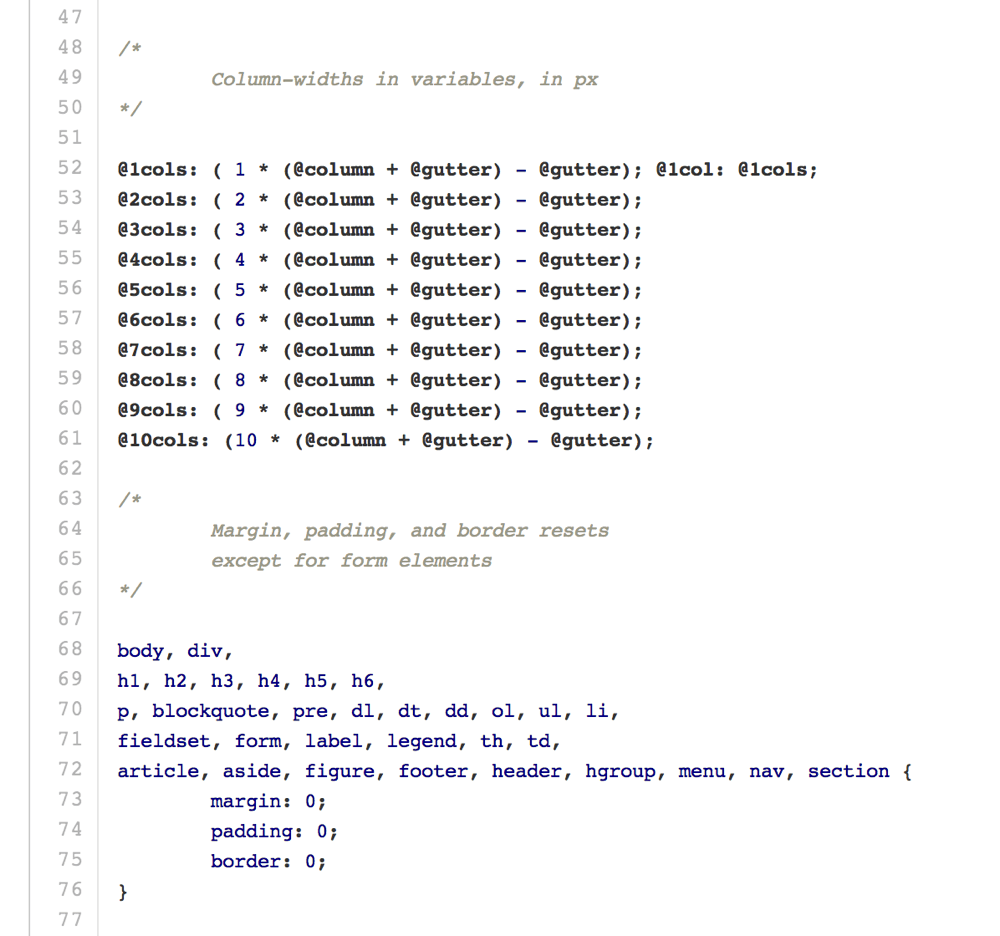 47
48 /*
49 Column-widths in variables, in px
50 */
51
52 @1cols: ( 1 * (@column + @gutter) - @gutter); @1col: @1cols;
53 @2cols: ( 2 * (@column + @gutter) - @gutter);
54 @3cols: ( 3 * (@column + @gutter) - @gutter);
55 @4cols: ( 4 * (@column + @gutter) - @gutter);
56 @5cols: ( 5 * (@column + @gutter) - @gutter);
57 @6cols: ( 6 * (@column + @gutter) - @gutter);
58 @7cols: ( 7 * (@column + @gutter) - @gutter);
59 @8cols: ( 8 * (@column + @gutter) - @gutter);
60 @9cols: ( 9 * (@column + @gutter) - @gutter);
61 @10cols: (10 * (@column + @gutter) - @gutter);
62
63 /*
64 Margin, padding, and border resets
65 except for form elements
66 */
67
68 body, div,
69 h1, h2, h3, h4, h5, h6,
70 p, blockquote, pre, dl, dt, dd, ol, ul, li,
71 fieldset, form, label, legend, th, td,
72 article, aside, figure, footer, header, hgroup, menu, nav, section {
73 margin: 0;
74 padding: 0;
75 border: 0;
76 }
77